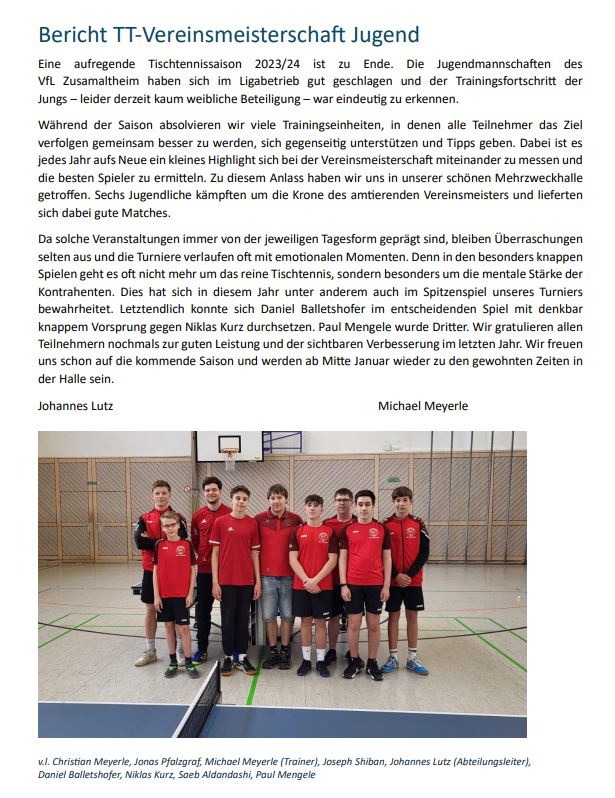 Bericht TT-Vereinsmeisterschaft Jugend
Eine aufregende Tischtennissaison 2023/24 ist zu Ende. Die Jugendmannschaften des
VfL Zusamaltheim haben sich im Ligabetrieb gut geschlagen und der Trainingsfortschritt der
Jungs – leider derzeit kaum weibliche Beteiligung – war eindeutig zu erkennen.
Während der Saison absolvieren wir viele Trainingseinheiten, in denen alle Teilnehmer das Ziel
verfolgen gemeinsam besser zu werden, sich gegenseitig unterstützen und Tipps geben. Dabei ist es
jedes Jahr aufs Neue ein kleines Highlight sich bei der Vereinsmeisterschaft miteinander zu messen und
die besten Spieler zu ermitteln. Zu diesem Anlass haben wir uns in unserer schönen Mehrzweckhalle
getroffen. Sechs Jugendliche kämpften um die Krone des amtierenden Vereinsmeisters und lieferten
sich dabei gute Matches.
Da solche Veranstaltungen immer von der jeweiligen Tagesform geprägt sind, bleiben Überraschungen
selten aus und die Turniere verlaufen oft mit emotionalen Momenten. Denn in den besonders knappen
Spielen geht es oft nicht mehr um das reine Tischtennis, sondern besonders um die mentale Stärke der
Kontrahenten. Dies hat sich in diesem Jahr unter anderem auch im Spitzenspiel unseres Turniers
bewahrheitet. Letztendlich konnte sich Daniel Balletshofer im entscheidenden Spiel mit denkbar
knappem Vorsprung gegen Niklas Kurz durchsetzen. Paul Mengele wurde Dritter. Wir gratulieren allen
Teilnehmern nochmals zur guten Leistung und der sichtbaren Verbesserung im letzten Jahr. Wir freuen
uns schon auf die kommende Saison und werden ab Mitte Januar wieder zu den gewohnten Zeiten in
der Halle sein.
Johannes Lutz Michael Meyerle
v.l. Christian Meyerle, Jonas Pfalzgraf, Michael Meyerle (Trainer), Joseph Shiban, Johannes Lutz (Abteilungsleiter),
Daniel Balletshofer, Niklas Kurz, Saeb Aldandashi, Paul Mengele